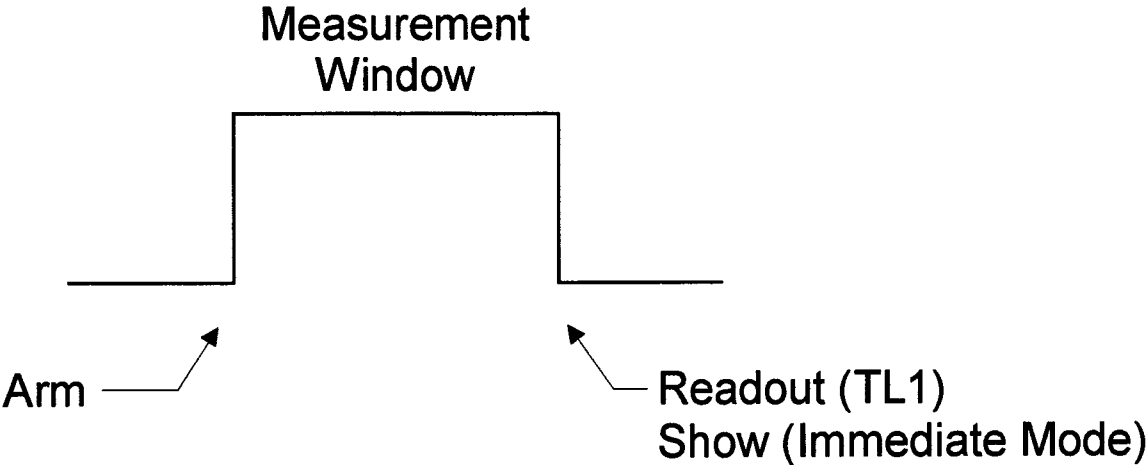 Measurement
Window
Arm
Readout (TL1)
Show (Immediate Mode)